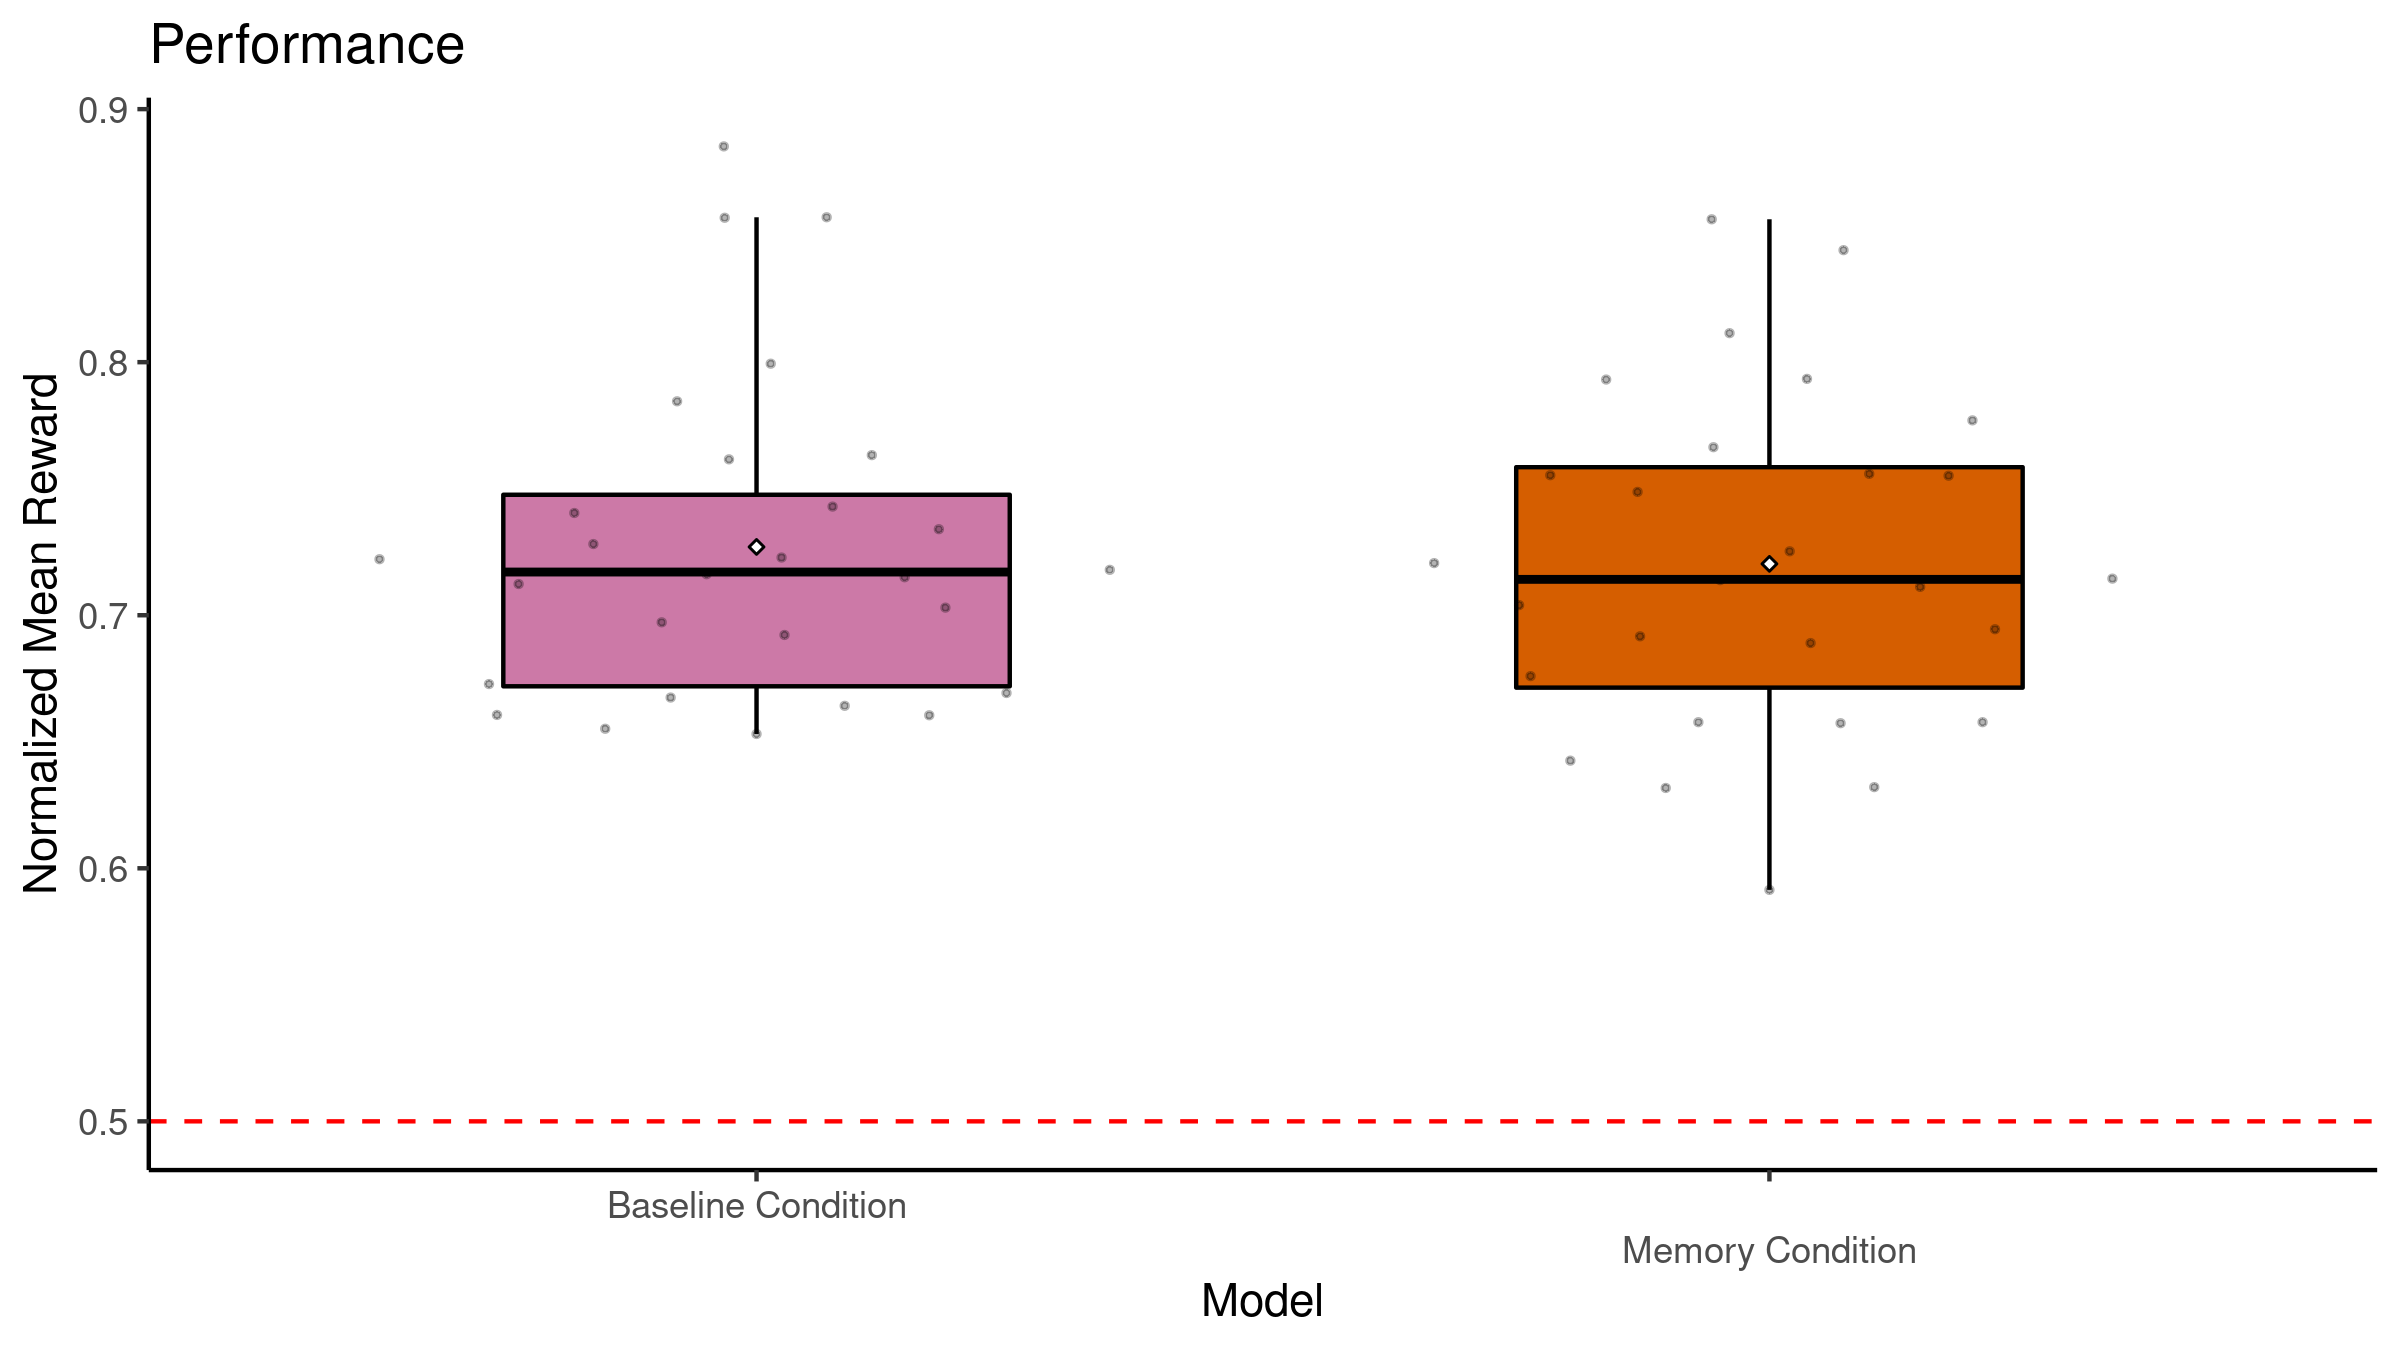 Performance
Normalized Mean Reward
0.9
0.8
0.7
0.6
0.5
Baseline Condition
Memory Condition
Model